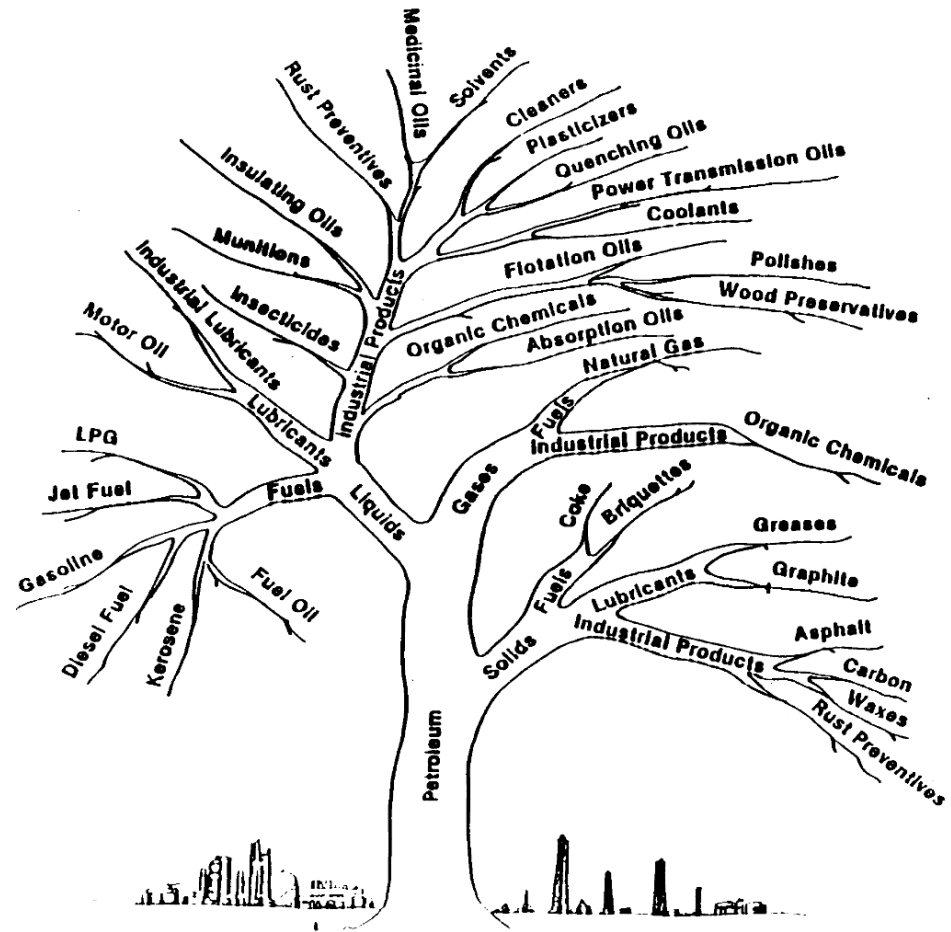 Medicinal Oils
Solvents
Rust Preventives
Cleaners
Plasticizers
Quenching Oils
Insulating Oils
Power Transmission Oils
Coolants
Munitions
Flotation Oils
Polishes
Industrial Lubricants
Insecticides
Industrial Products
Organic Chemicals
Wood Preservatives
Motor Oil
Absorption Oils
Natural Gas
Lubricants
Fuels
Industrial Products
Organic Chemicals
LPG
Jet Fuel
Fuels
Liquids
Gases
Coke
Briquettes
Greases
Gasoline
Diesel Fuel
Kerosene
Fuel Oil
Fuels
Lubricants
Graphite
Solids
Industrial Products
Asphalt
Carbon
Waxes
Rust Preventives
Petroleum